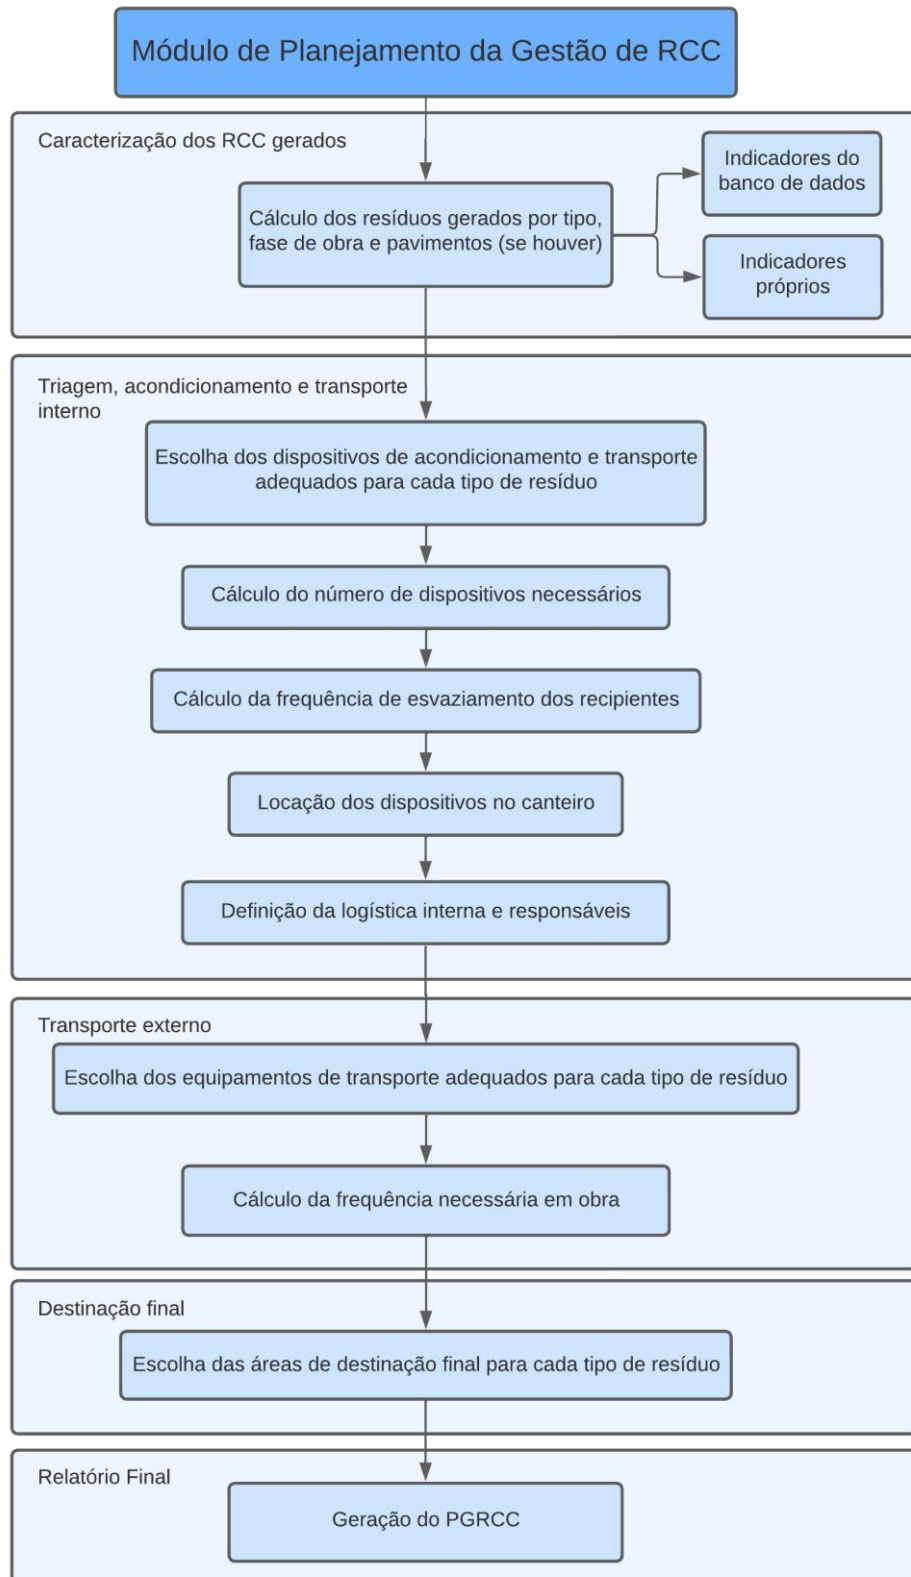 Módulo de Planejamento da Gestão de RCC
Caracterização dos RCC gerados
Cálculo dos resíduos gerados por tipo,
fase de obra e pavimentos (se houver)
Indicadores do
banco de dados
Indicadores
próprios
Triagem, acondicionamento e transporte
interno
Escolha dos dispositivos de acondicionamento e transporte
adequados para cada tipo de resíduo
Cálculo do número de dispositivos necessários
Cálculo da frequência de esvaziamento dos recipientes
Locação dos dispositivos no canteiro
Definição da logística interna e responsáveis
Transporte externo
Escolha dos equipamentos de transporte adequados para cada tipo de resíduo
Cálculo da frequência necessária em obra
Destinação final
Escolha das áreas de destinação final para cada tipo de resíduo
Relatório Final
Geração do PGRCC